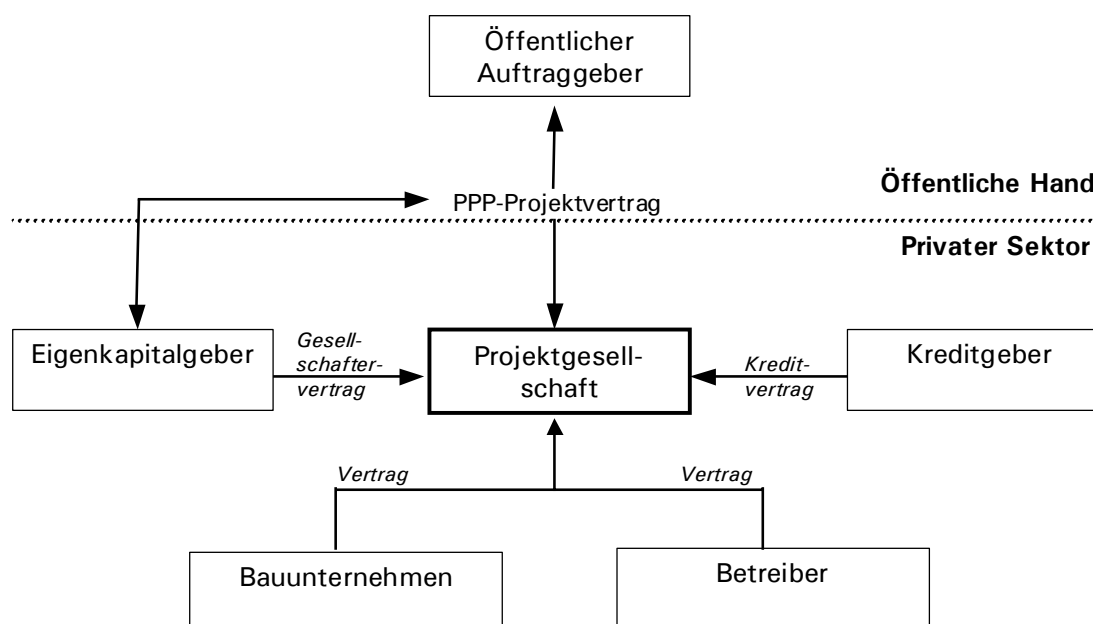 Öffentlicher
Auftraggeber
Öffentliche Hand
PPP-Projektvertrag
Privater Sektor
Eigenkapitalgeber
Gesell-
schafter-
vertrag
Projektgesell-
schaft
Kredit-
vertrag
Kreditgeber
Vertrag
Vertrag
Bauunternehmen
Betreiber